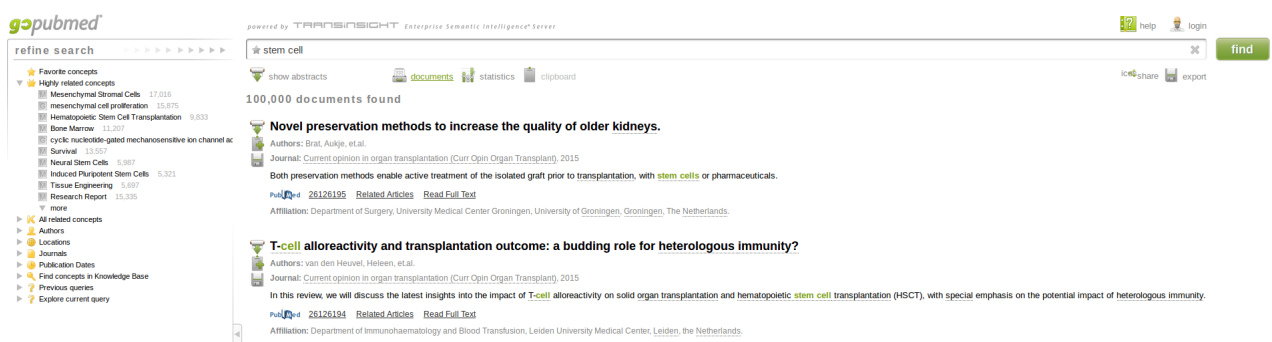 gopubmed
powered by TRANSINSIGHT Enterprise Semantic Intelligence® Server
help login
refine search
stem cell
find
show abstracts documents statistics clipboard
share export
100,000 documents found
Favorite concepts
Highly related concepts
Mesenchymal Stromal Cells 17,016
mesenchymal cell proliferation 15,875
Hematopoietic Stem Cell Transplantation 9,833
Bone Marrow 11,207
cyclic nucleotide-gated mechanosensitive ion channel ac
Survival 13,557
Neural Stem Cells 5,987
Induced Pluripotent Stem Cells 5,321
Tissue Engineering 5,697
Research Report 15,335
more
All related concepts
Authors
Locations
Journals
Publication Dates
Find concepts in Knowledge Base
Previous queries
Explore current query
Novel preservation methods to increase the quality of older kidneys.
Authors: Brat, Aukje, et.al.
Journal: Current opinion in organ transplantation (Curr Opin Organ Transplant), 2015
Both preservation methods enable active treatment of the isolated graft prior to transplantation, with stem cells or pharmaceuticals.
PubMed 26126195 Related Articles Read Full Text
Affiliation: Department of Surgery, University Medical Center Groningen, University of Groningen, Groningen, The Netherlands.
T-cell alloreactivity and transplantation outcome: a budding role for heterologous immunity?
Authors: van den Heuvel, Heleen, et.al.
Journal: Current opinion in organ transplantation (Curr Opin Organ Transplant), 2015
In this review, we will discuss the latest insights into the impact of T-cell alloreactivity on solid organ transplantation and hematopoietic stem cell transplantation (HSCT), with special emphasis on the potential impact of heterologous immunity.
PubMed 26126194 Related Articles Read Full Text
Affiliation: Department of Immunohaematology and Blood Transfusion, Leiden University Medical Center, Leiden, the Netherlands.